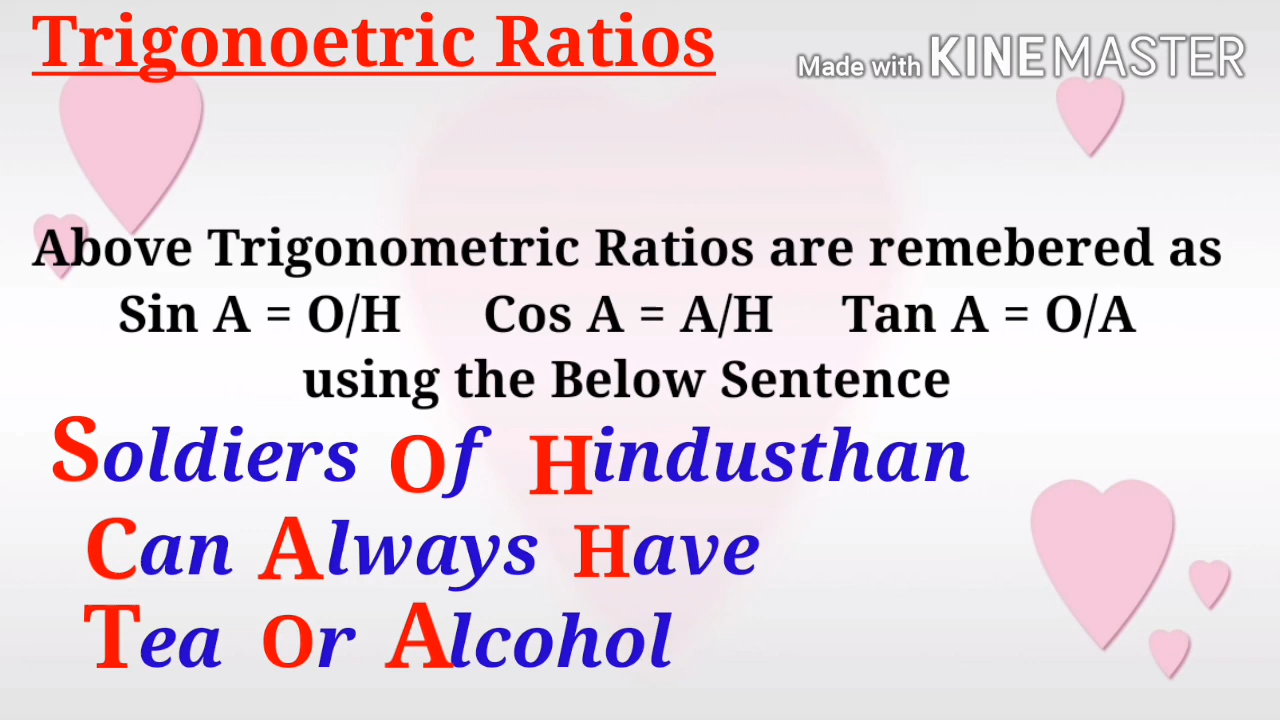 Trigonoetric Ratios
Made with KINEMASTER
Above Trigonometric Ratios are remebered as
Sin A = O/H Cos A = A/H Tan A = O/A
using the Below Sentence
Soldiers Of Hindusthan
Can Always Have
Tea Or Alcohol